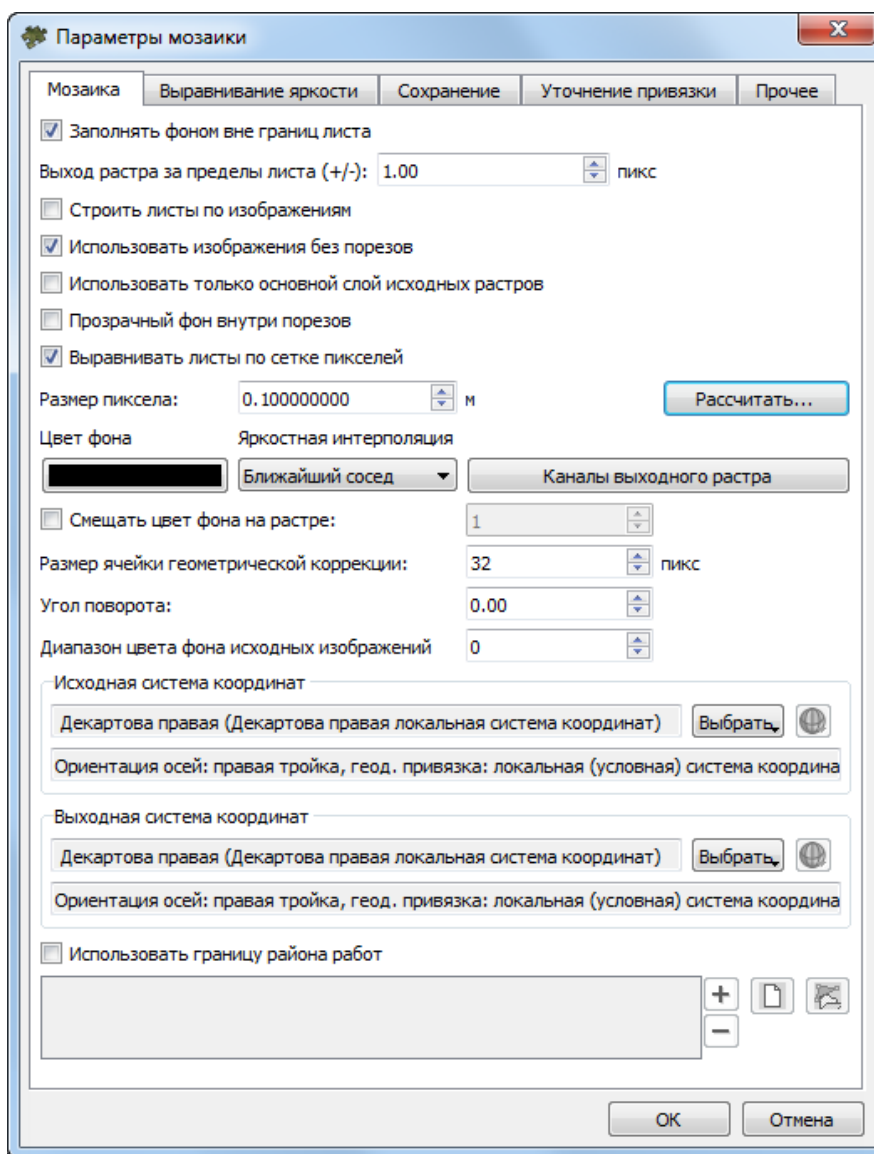 Параметры мозаики
Мозаика Выравнивание яркости Сохранение Уточнение привязки Прочее
Заполнять фоном вне границ листа
Выход растра за пределы листа (+/-): 1.00 пикс
Строить листы по изображениям
Использовать изображения без порезов
Использовать только основной слой исходных растров
Прозрачный фон внутри порезов
Выравнивать листы по сетке пикселей
Размер пиксела: 0.100000000 м Рассчитать...
Цвет фона Яркостная интерполяция
Ближайший сосед Каналы выходного растра
Смещать цвет фона на растре: 1
Размер ячейки геометрической коррекции: 32 пикс
Угол поворота: 0.00
Диапазон цвета фона исходных изображений 0
Исходная система координат
Декартова правая (Декартова правая локальная система координат) Выбрать
Ориентация осей: правая тройка, геод. привязка: локальная (условная) система координа
Выходная система координат
Декартова правая (Декартова правая локальная система координат) Выбрать
Ориентация осей: правая тройка, геод. привязка: локальная (условная) система координа
Использовать границу района работ
OK Отмена